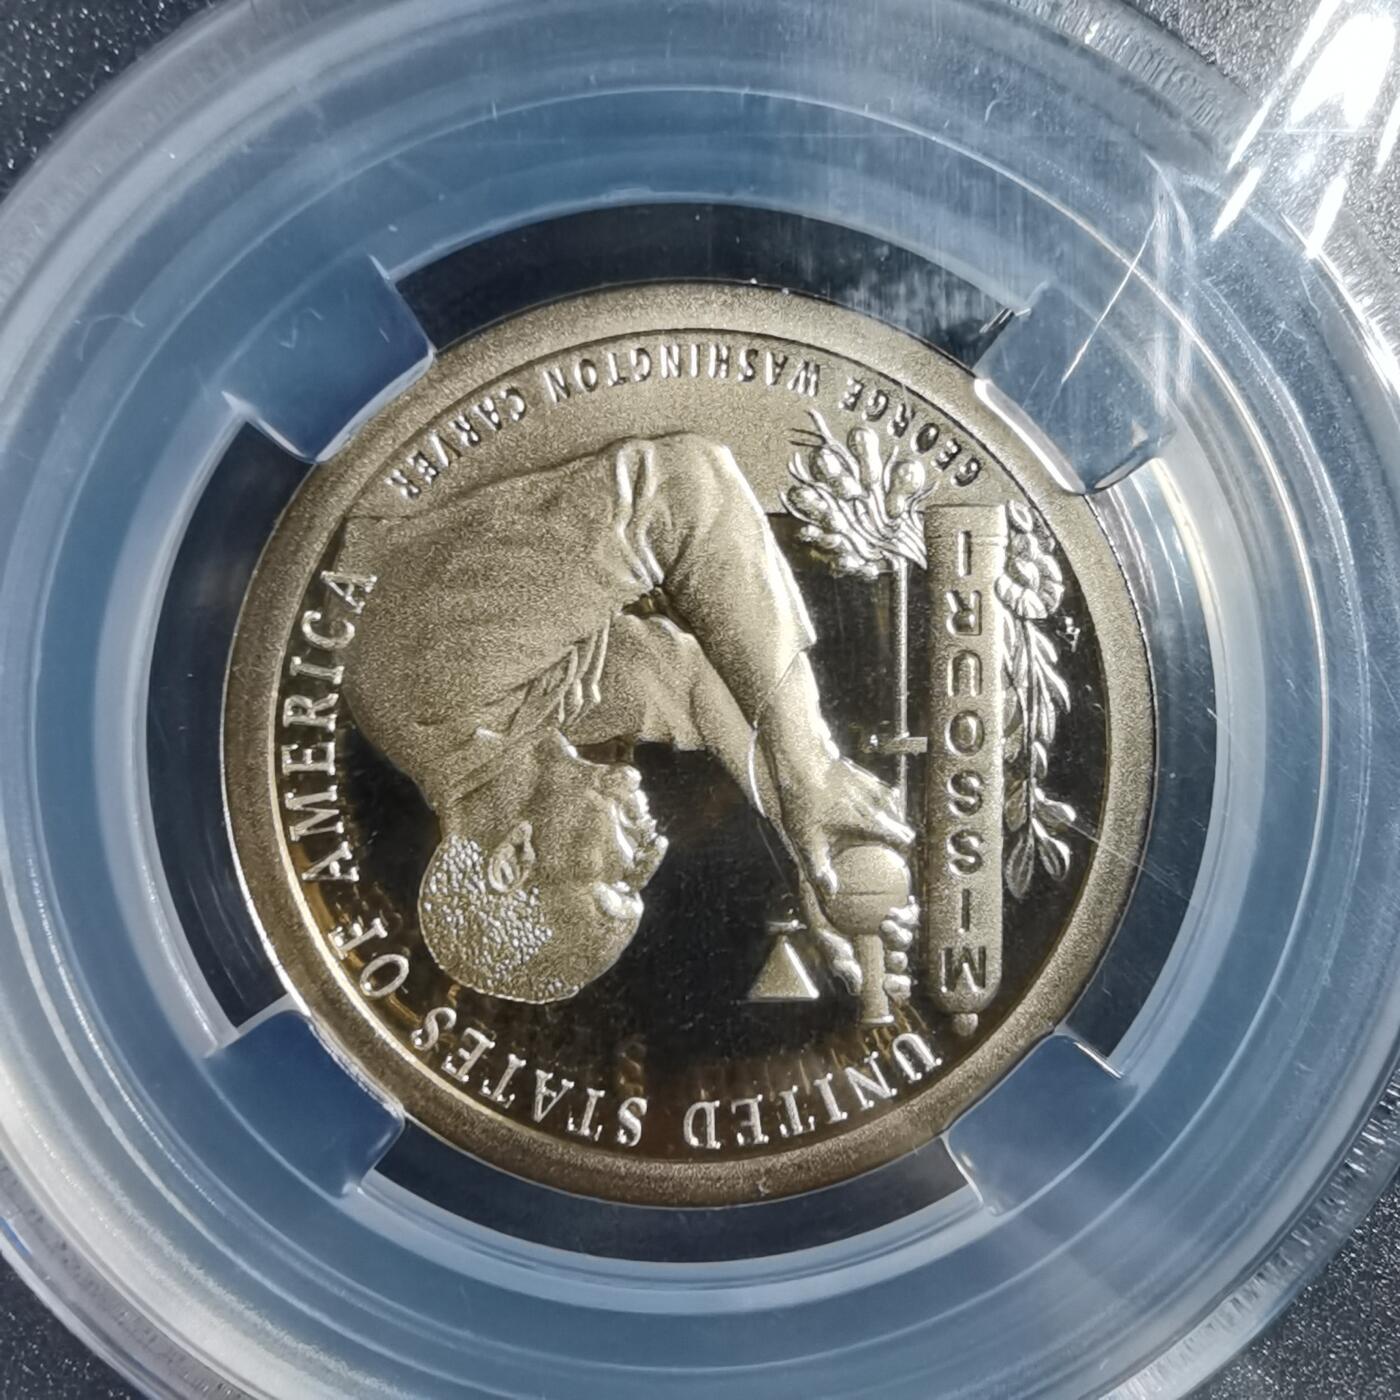 UNITED STATES OF AMERICA
MISSOURI
GEORGE WASHINGTON CARVER